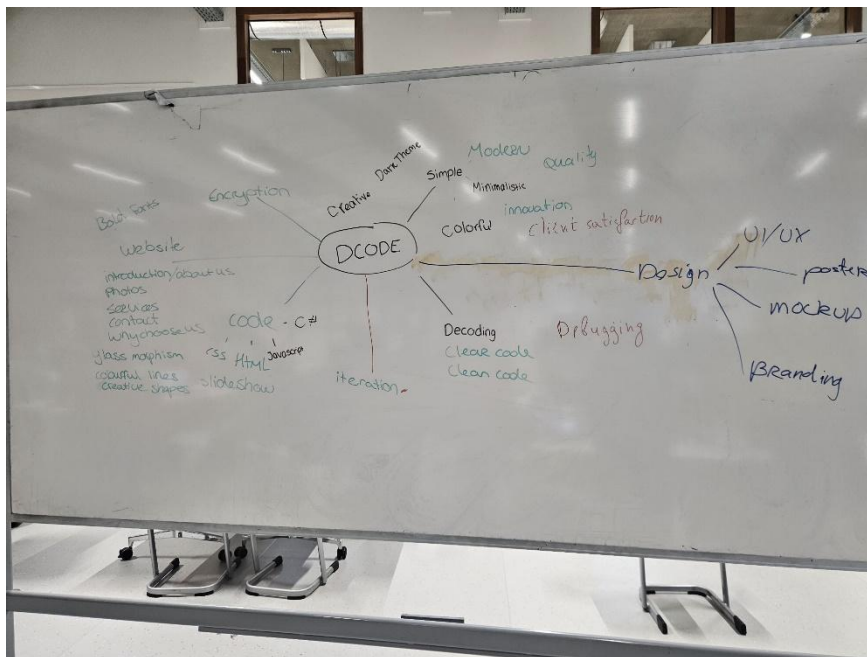 Dark Theme
Creative
Modern
Quality
Simple
Minimalistic
Encryption
Bold Fonts
innovation
Colorful
Client satisfaction
DCODE
website
introduction/about us
photos
services
contact
why choose us
glass morphism
colourful lines
creative shapes
slideshow
code - C#
css
HTML
Javascript
iteration
Decoding
Clear code
Clean code
Debugging
Design
UI/UX
poster
mockup
Branding